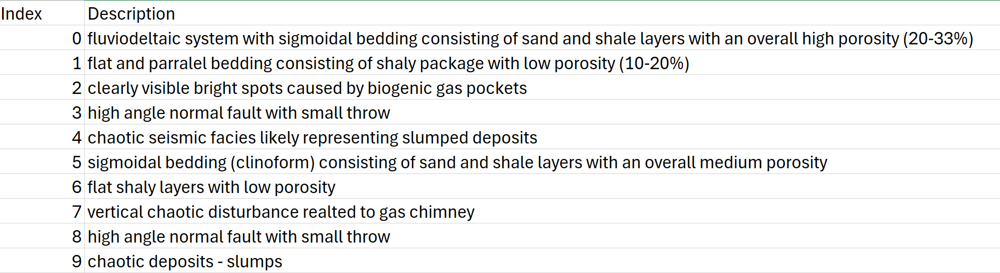 Index Description
0 fluviodeltaic system with sigmoidal bedding consisting of sand and shale layers with an overall high porosity (20-33%)
1 flat and parralel bedding consisting of shaly package with low porosity (10-20%)
2 clearly visible bright spots caused by biogenic gas pockets
3 high angle normal fault with small throw
4 chaotic seismic facies likely representing slumped deposits
5 sigmoidal bedding (clinoform) consisting of sand and shale layers with an overall medium porosity
6 flat shaly layers with low porosity
7 vertical chaotic disturbance realted to gas chimney
8 high angle normal fault with small throw
9 chaotic deposits - slumps